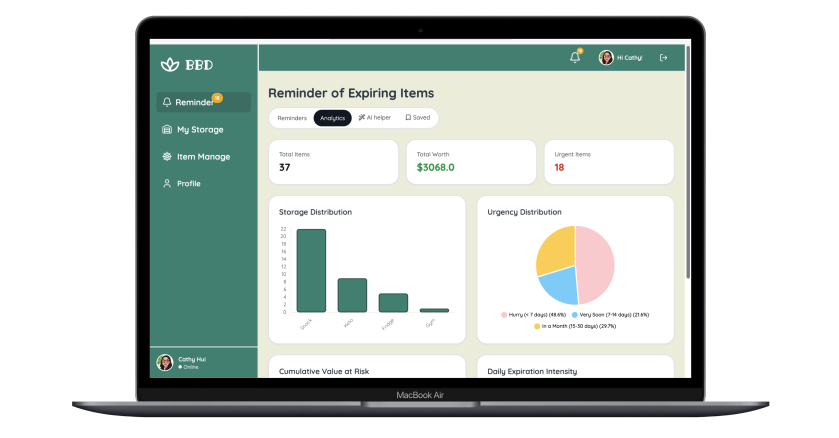 BBD
18
Hi Cathy!
Reminder
18
My Storage
Item Manage
Profile
Cathy Hui
Online
Reminder of Expiring Items
Reminders
Analytics
AI helper
Saved
Total Items
37
Total Worth
$3068.0
Urgent Items
18
Storage Distribution
22
20
18
16
14
12
10
8
6
4
2
0
Snack
Keto
Fridge
Gym
Urgency Distribution
Hurry (< 7 days) (48.6%)
Very Soon (7-14 days) (21.6%)
In a Month (15-30 days) (29.7%)
Cumulative Value at Risk
Daily Expiration Intensity
MacBook Air